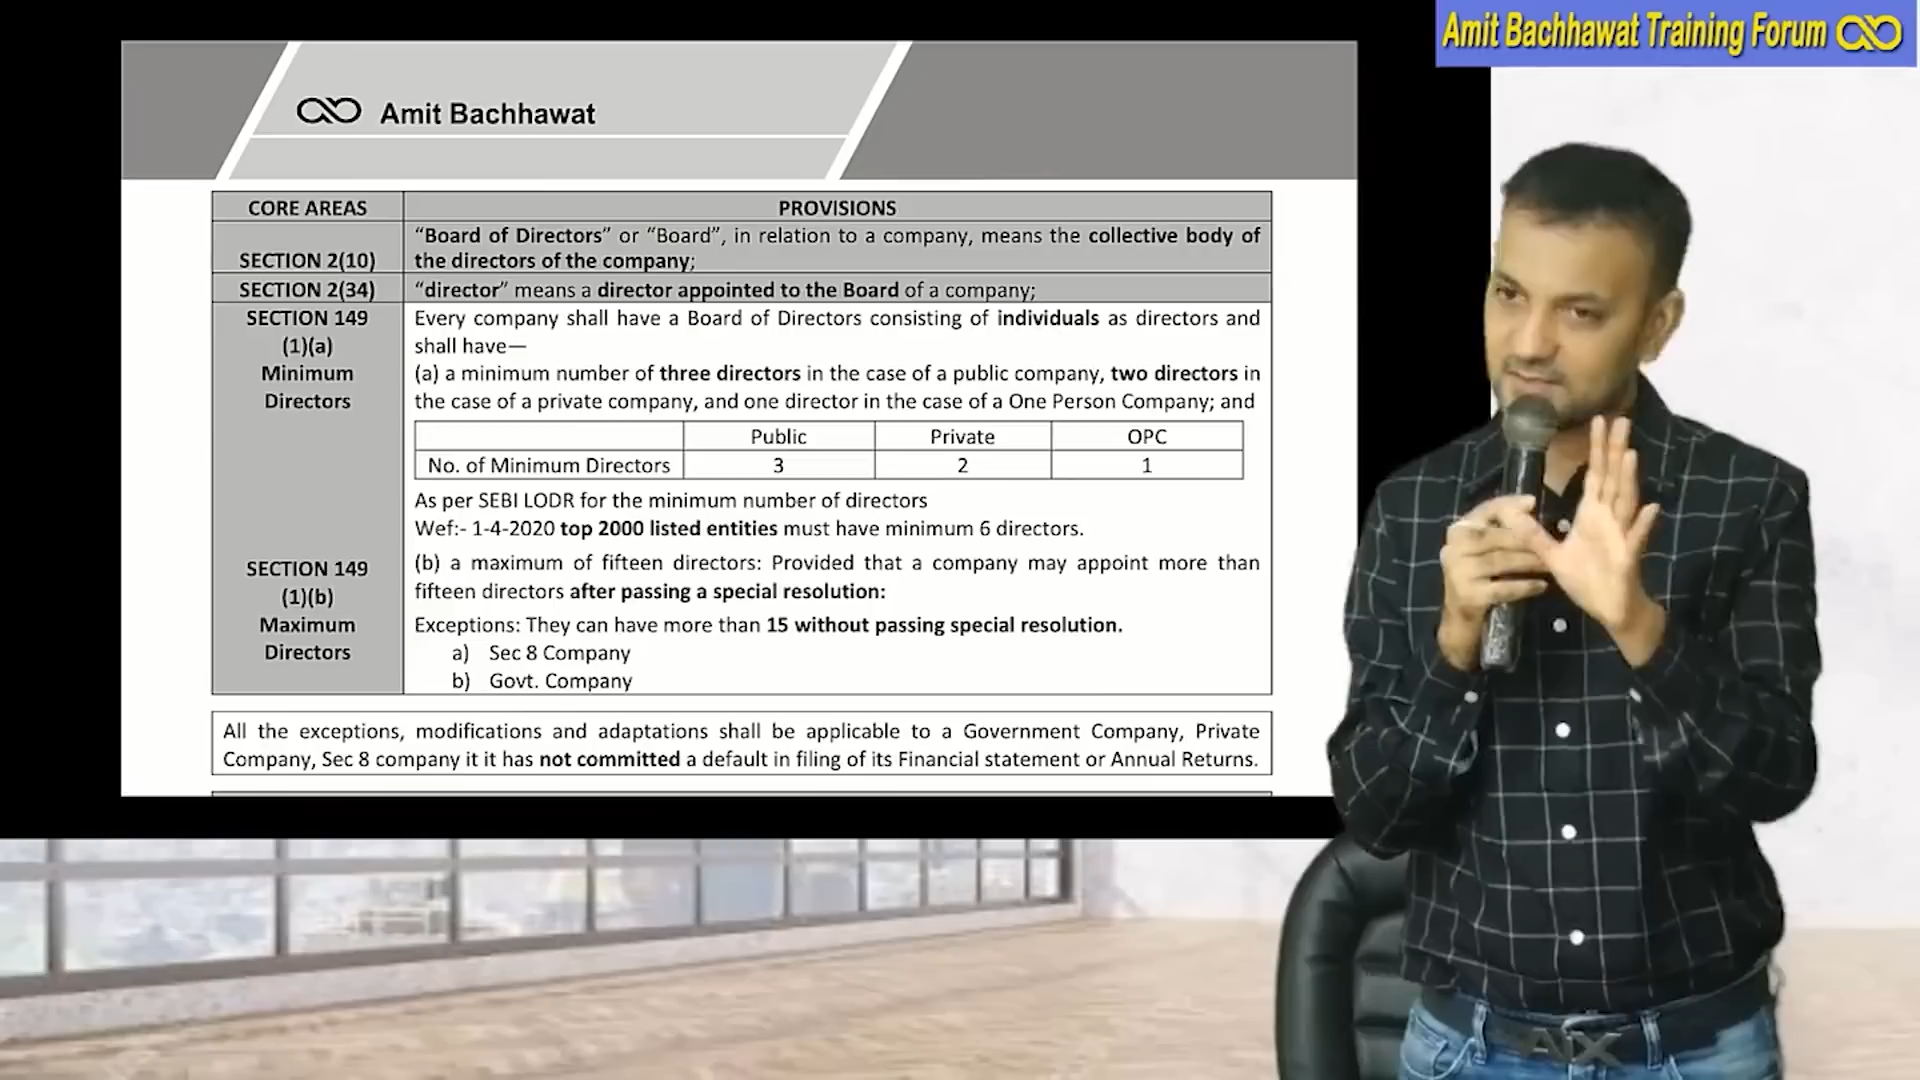 Amit Bachhawat Training Forum
Amit Bachhawat
CORE AREAS
PROVISIONS
SECTION 2(10)
“Board of Directors” or “Board”, in relation to a company, means the collective body of
the directors of the company;
SECTION 2(34)
“director” means a director appointed to the Board of a company;
SECTION 149
(1)(a)
Minimum
Directors
Every company shall have a Board of Directors consisting of individuals as directors and
shall have—
(a) a minimum number of three directors in the case of a public company, two directors in
the case of a private company, and one director in the case of a One Person Company; and
Public Private OPC
No. of Minimum Directors 3 2 1
As per SEBI LODR for the minimum number of directors
Wef:- 1-4-2020 top 2000 listed entities must have minimum 6 directors.
SECTION 149
(1)(b)
Maximum
Directors
(b) a maximum of fifteen directors: Provided that a company may appoint more than
fifteen directors after passing a special resolution:
Exceptions: They can have more than 15 without passing special resolution.
a) Sec 8 Company
b) Govt. Company
All the exceptions, modifications and adaptations shall be applicable to a Government Company, Private
Company, Sec 8 company it it has not committed a default in filing of its Financial statement or Annual Returns.
AX